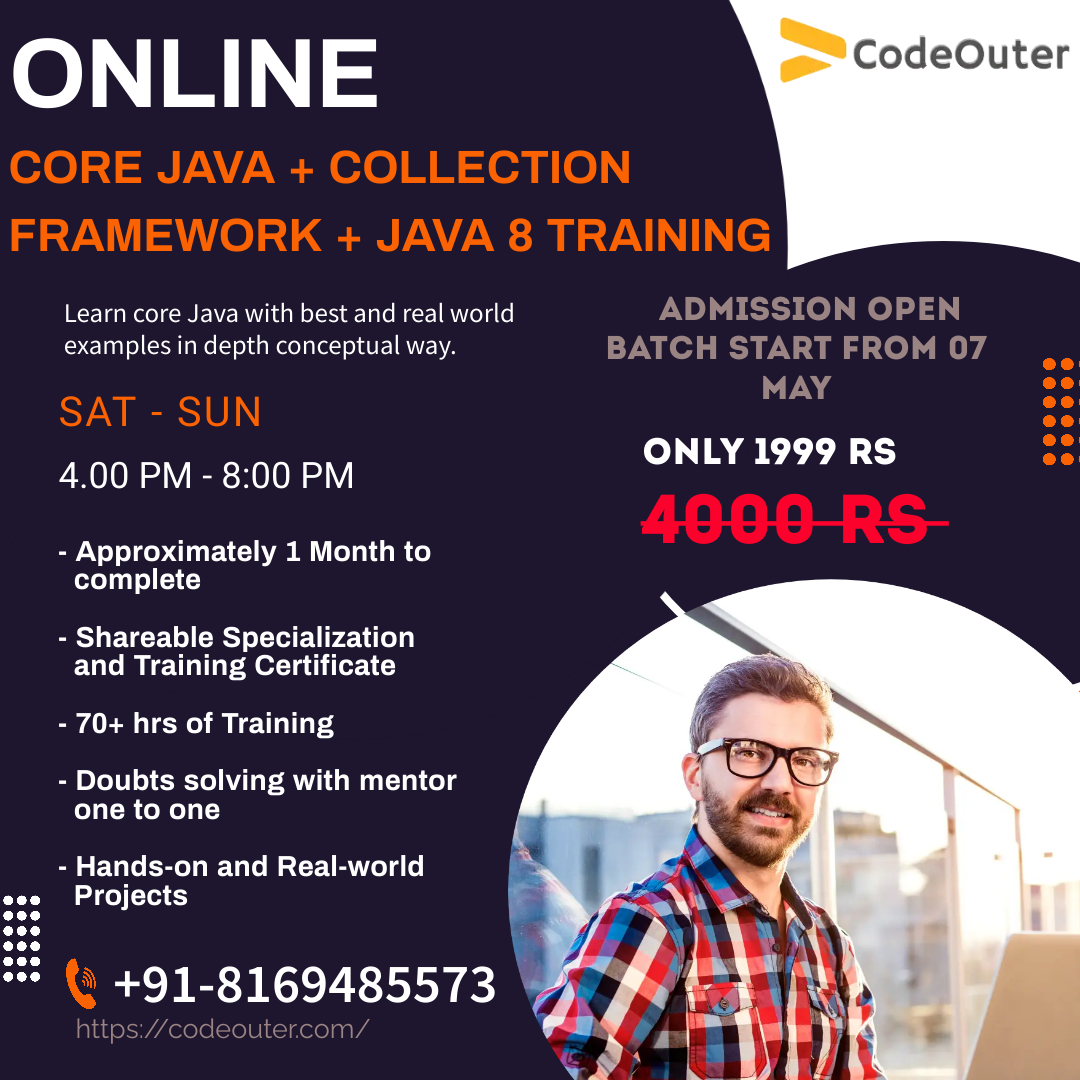 ONLINE
CodeOuter
CORE JAVA + COLLECTION
FRAMEWORK + JAVA 8 TRAINING
Learn core Java with best and real world
examples in depth conceptual way.
SAT - SUN
4.00 PM - 8:00 PM
ADMISSION OPEN
BATCH START FROM 07
MAY
ONLY 1999 RS
4000 RS
- Approximately 1 Month to
complete
- Shareable Specialization
and Training Certificate
- 70+ hrs of Training
- Doubts solving with mentor
one to one
- Hands-on and Real-world
Projects
+91-8169485573
https://codeouter.com/